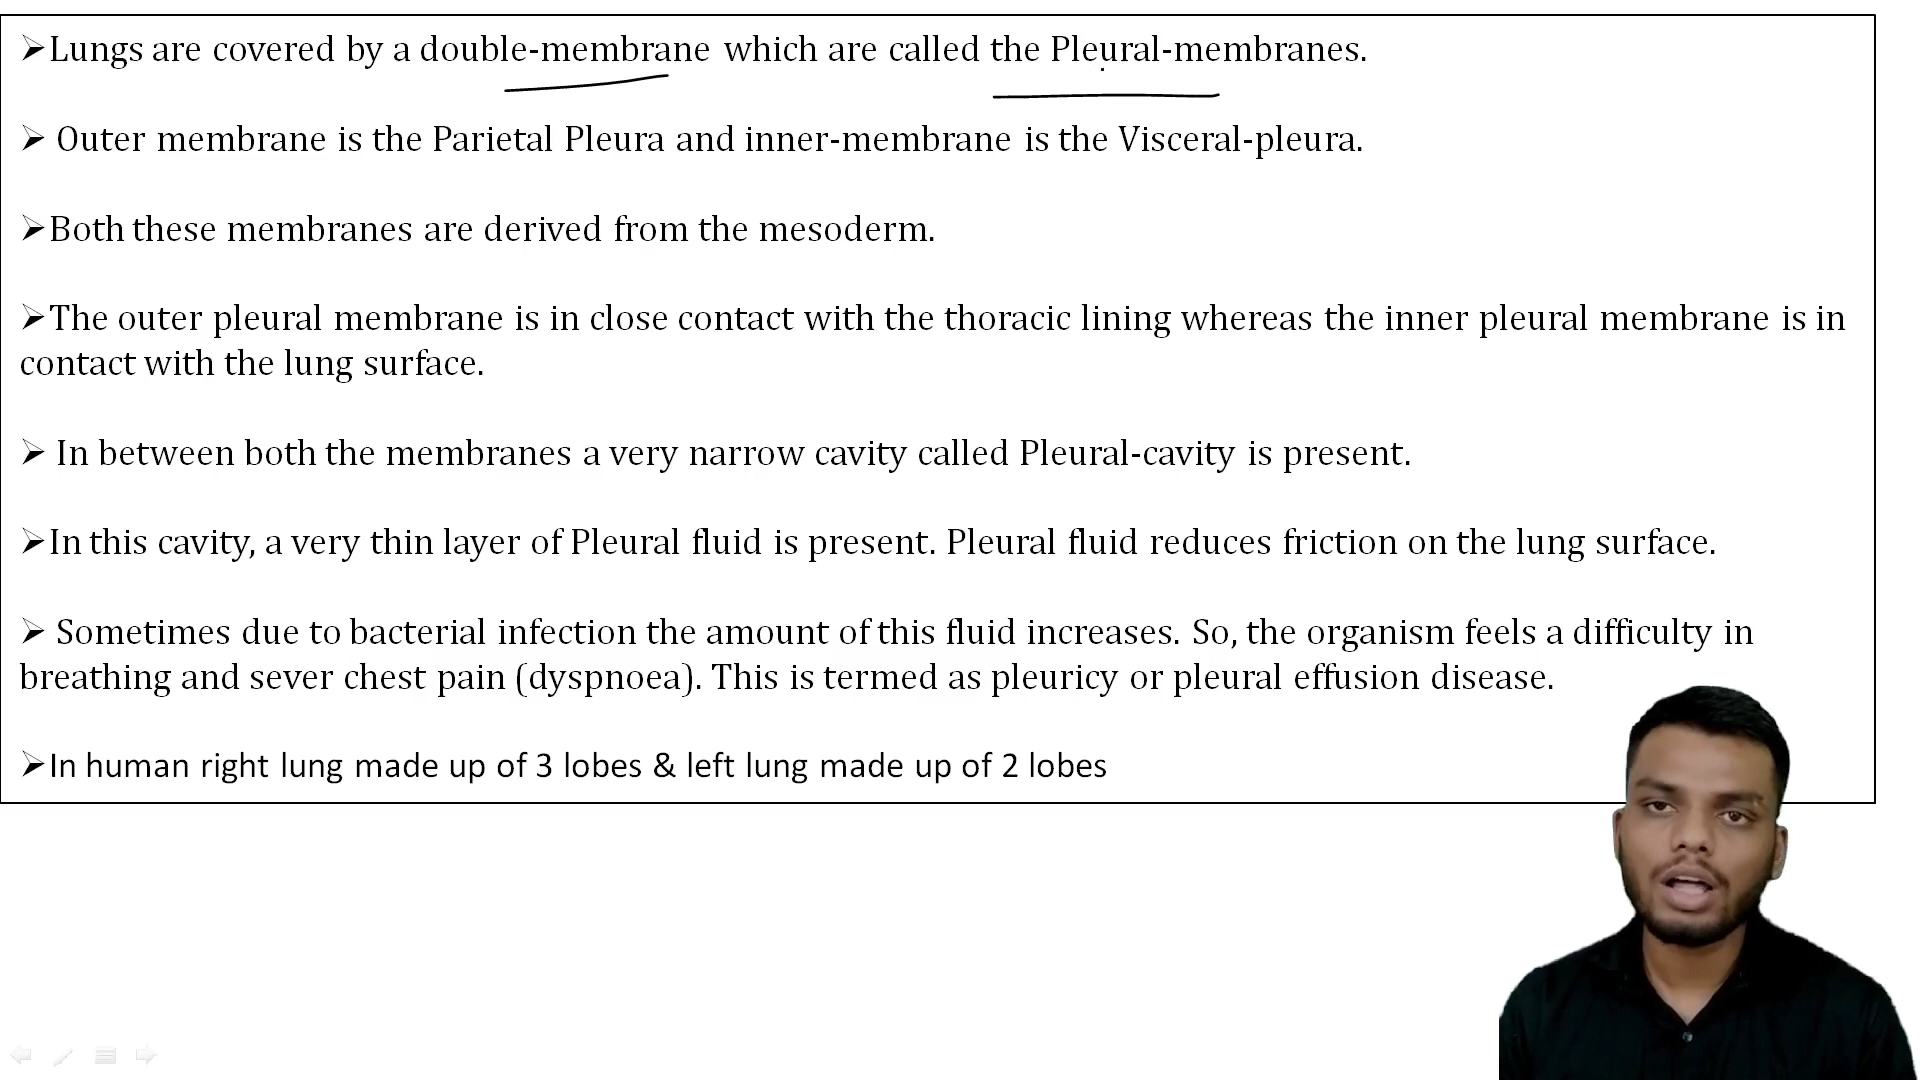 ➢Lungs are covered by a double-membrane which are called the Pleural-membranes.
➢ Outer membrane is the Parietal Pleura and inner-membrane is the Visceral-pleura.
➢Both these membranes are derived from the mesoderm.
➢The outer pleural membrane is in close contact with the thoracic lining whereas the inner pleural membrane is in
contact with the lung surface.
➢ In between both the membranes a very narrow cavity called Pleural-cavity is present.
➢In this cavity, a very thin layer of Pleural fluid is present. Pleural fluid reduces friction on the lung surface.
➢ Sometimes due to bacterial infection the amount of this fluid increases. So, the organism feels a difficulty in
breathing and sever chest pain (dyspnoea). This is termed as pleuricy or pleural effusion disease.
➢In human right lung made up of 3 lobes & left lung made up of 2 lobes